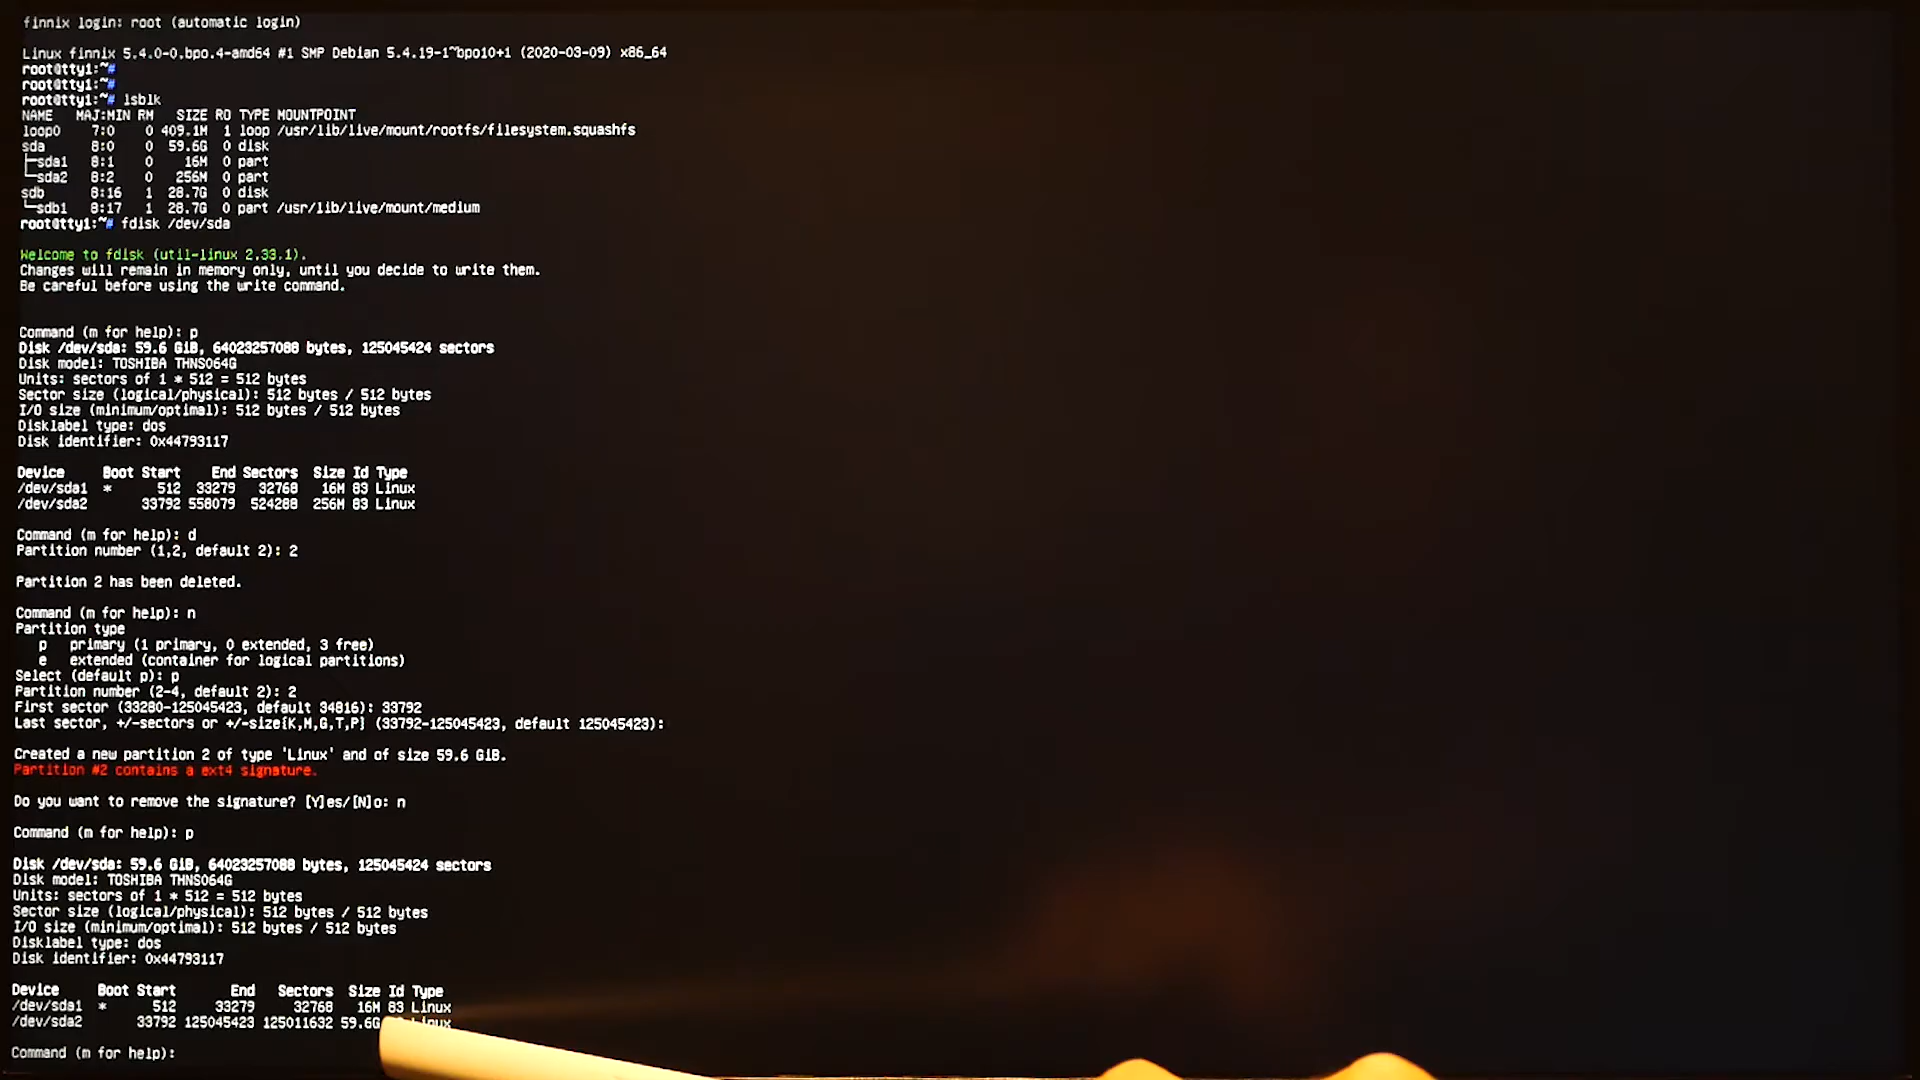 finnix login: root (automatic login)
Linux finnix 5.4.0-0.bpo.4-amd64 #1 SMP Debian 5.4.19-1~bpo10+1 (2020-03-09) x86_64
root@tty1:~#
root@tty1:~#
root@tty1:~# lsblk
NAME MAJ:MIN RM SIZE RO TYPE MOUNTPOINT
loop0 7:0 0 409.1M 1 loop /usr/lib/live/mount/rootfs/filesystem.squashfs
sda 8:0 0 59.6G 0 disk
├─sda1 8:1 0 16M 0 part
└─sda2 8:2 0 256M 0 part
sdb 8:16 1 28.7G 0 disk
└─sdb1 8:17 1 28.7G 0 part /usr/lib/live/mount/medium
root@tty1:~# fdisk /dev/sda
Welcome to fdisk (util-linux 2.33.1).
Changes will remain in memory only, until you decide to write them.
Be careful before using the write command.
Command (m for help): p
Disk /dev/sda: 59.6 GiB, 64023257088 bytes, 125045424 sectors
Disk model: TOSHIBA THNS064G
Units: sectors of 1 * 512 = 512 bytes
Sector size (logical/physical): 512 bytes / 512 bytes
I/O size (minimum/optimal): 512 bytes / 512 bytes
Disklabel type: dos
Disk identifier: 0x44793117
Device Boot Start End Sectors Size Id Type
/dev/sda1 * 512 33279 32768 16M 83 Linux
/dev/sda2 33792 558079 524288 256M 83 Linux
Command (m for help): d
Partition number (1,2, default 2): 2
Partition 2 has been deleted.
Command (m for help): n
Partition type
p primary (1 primary, 0 extended, 3 free)
e extended (container for logical partitions)
Select (default p): p
Partition number (2-4, default 2): 2
First sector (33280-125045423, default 34816): 33792
Last sector, +/-sectors or +/-size{K,M,G,T,P} (33792-125045423, default 125045423):
Created a new partition 2 of type 'Linux' and of size 59.6 GiB.
Partition #2 contains a ext4 signature.
Do you want to remove the signature? [Y]es/[N]o: n
Command (m for help): p
Disk /dev/sda: 59.6 GiB, 64023257088 bytes, 125045424 sectors
Disk model: TOSHIBA THNS064G
Units: sectors of 1 * 512 = 512 bytes
Sector size (logical/physical): 512 bytes / 512 bytes
I/O size (minimum/optimal): 512 bytes / 512 bytes
Disklabel type: dos
Disk identifier: 0x44793117
Device Boot Start End Sectors Size Id Type
/dev/sda1 * 512 33279 32768 16M 83 Linux
/dev/sda2 33792 125045423 125011632 59.6G Linux
Command (m for help):